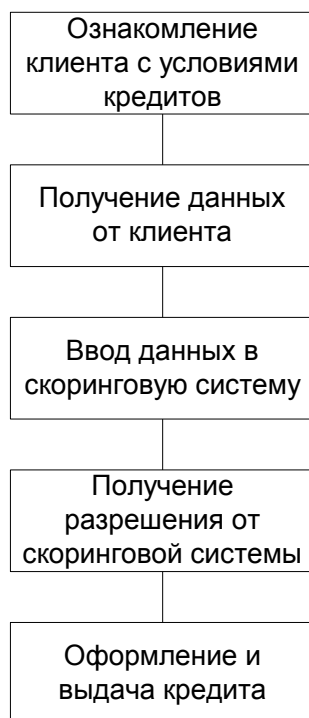 Ознакомление
клиента с условиями
кредитов
Получение данных
от клиента
Ввод данных в
скоринговую систему
Получение
разрешения от
скоринговой системы
Оформление и
выдача кредита